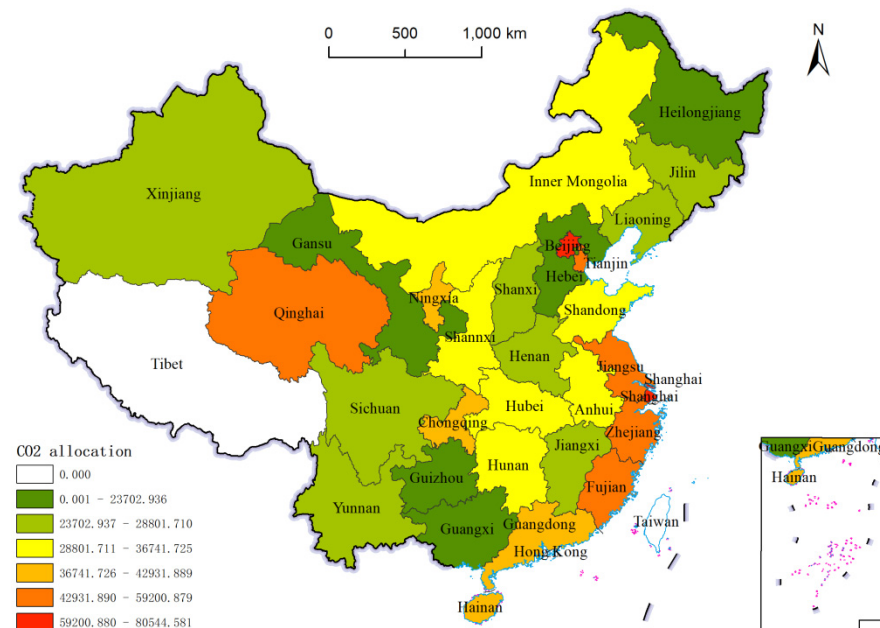 0 500 1,000 km
N
Heilongjiang
Jilin
Xinjiang
Inner Mongolia
Liaoning
Gansu
Beijing
Tianjin
Hebei
Ningxia
Shanxi
Qinghai
Shandong
Shannxi
Henan
Tibet
Jiangsu
Shanghai
Shanghai
Sichuan
Hubei
Anhui
Chongqing
Zhejiang
Jiangxi
Hunan
Guizhou
Fujian
Yunnan
Guangxi
Guangdong
Taiwan
Hong Kong
Hainan
CO2 allocation
0.000
0.001 - 23702.936
23702.937 - 28801.710
28801.711 - 36741.725
36741.726 - 42931.889
42931.890 - 59200.879
59200.880 - 80544.581
Guangxi Guangdong
Hainan